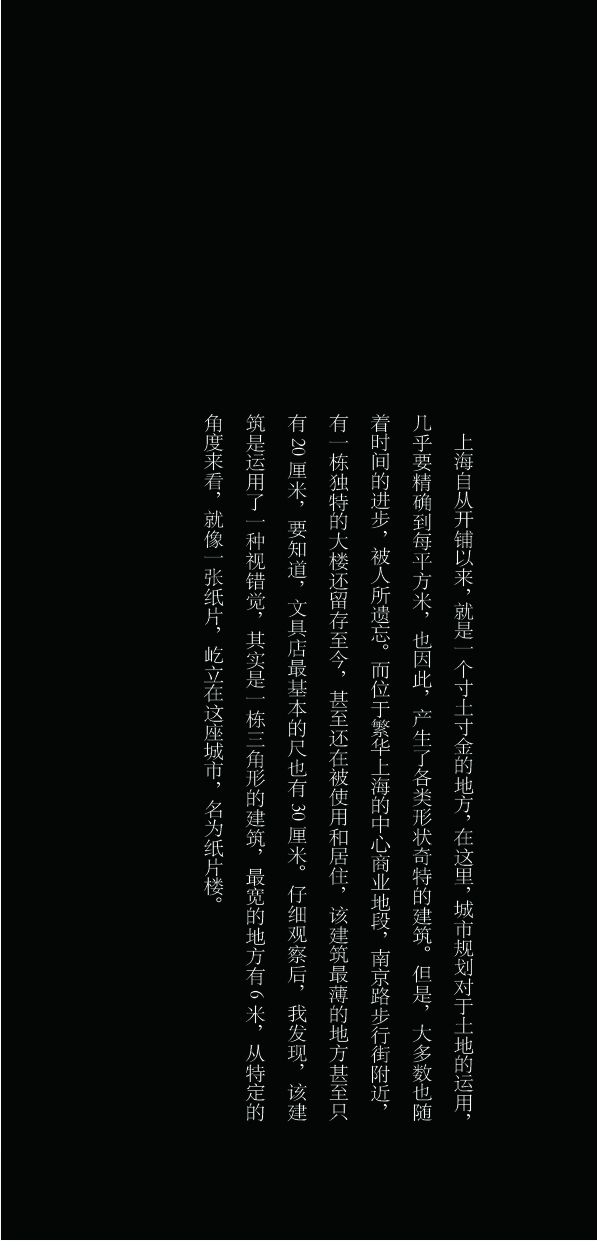 上海自从开铺以来，就是一个寸土寸金的地方，在这里，城市规划对于土地的运用，
几乎要精确到每平方米，也因此，产生了各类形状奇特的建筑。但是，大多数也随
着时间的进步，被人所遗忘。而位于繁华上海的中心商业地段，南京路步行街附近，
有一栋独特的大楼还留存至今，甚至还在被使用和居住，该建筑最薄的地方甚至只
有 20 厘米，要知道，文具店最基本的尺也有 30 厘米。仔细观察后，我发现，该建
筑是运用了一种视错觉，其实是一栋三角形的建筑，最宽的地方有 6 米，从特定的
角度来看，就像一张纸片，屹立在这座城市，名为纸片楼。